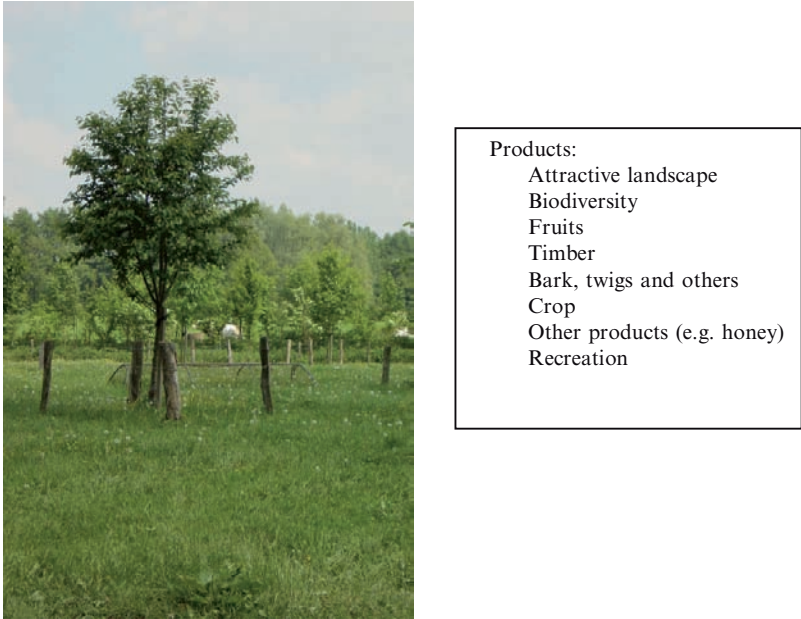 Products:
Attractive landscape
Biodiversity
Fruits
Timber
Bark, twigs and others
Crop
Other products (e.g. honey)
Recreation